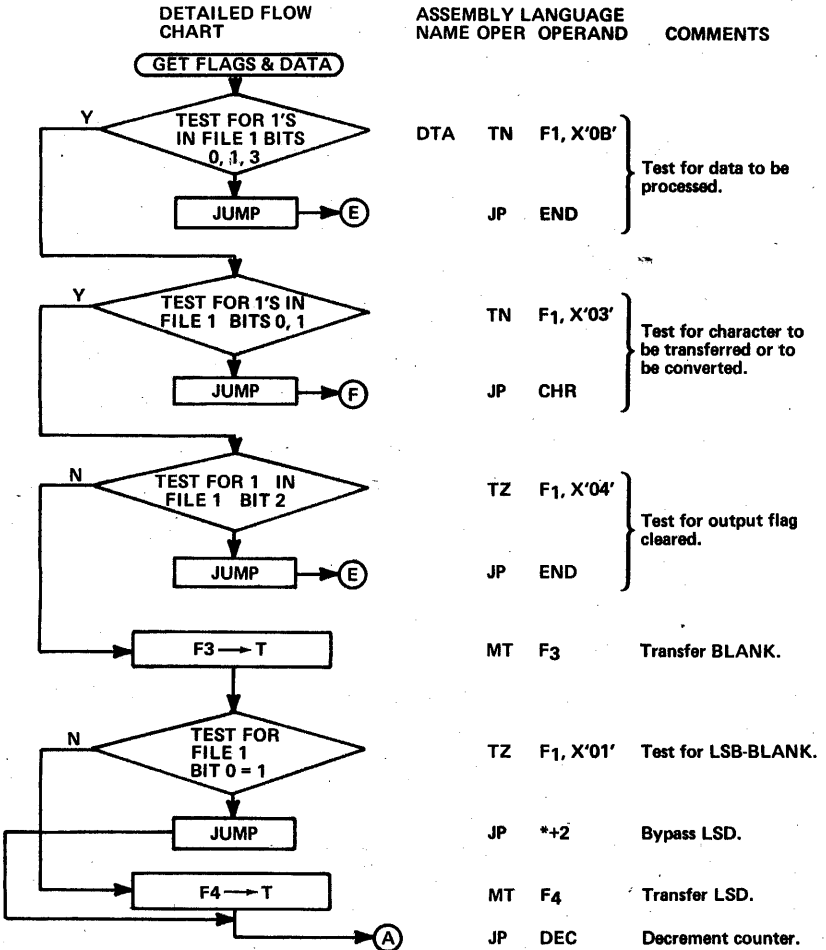 DETAILED FLOW
CHART
ASSEMBLY LANGUAGE
NAME OPER OPERAND COMMENTS
GET FLAGS & DATA
Y
TEST FOR 1'S
IN FILE 1 BITS
0, 1, 3
DTA TN F1, X'0B'
Test for data to be
processed.
JUMP
E
JP END
Y
TEST FOR 1'S IN
FILE 1 BITS 0, 1
TN F1, X'03'
Test for character to
be transferred or to
be converted.
JUMP
F
JP CHR
N
TEST FOR 1 IN
FILE 1 BIT 2
TZ F1, X'04'
Test for output flag
cleared.
JUMP
E
JP END
F3 → T
MT F3 Transfer BLANK.
N
TEST FOR
FILE 1
BIT 0 = 1
TZ F1, X'01' Test for LSB-BLANK.
JUMP
JP *+2 Bypass LSD.
F4 → T
MT F4 Transfer LSD.
A
JP DEC Decrement counter.